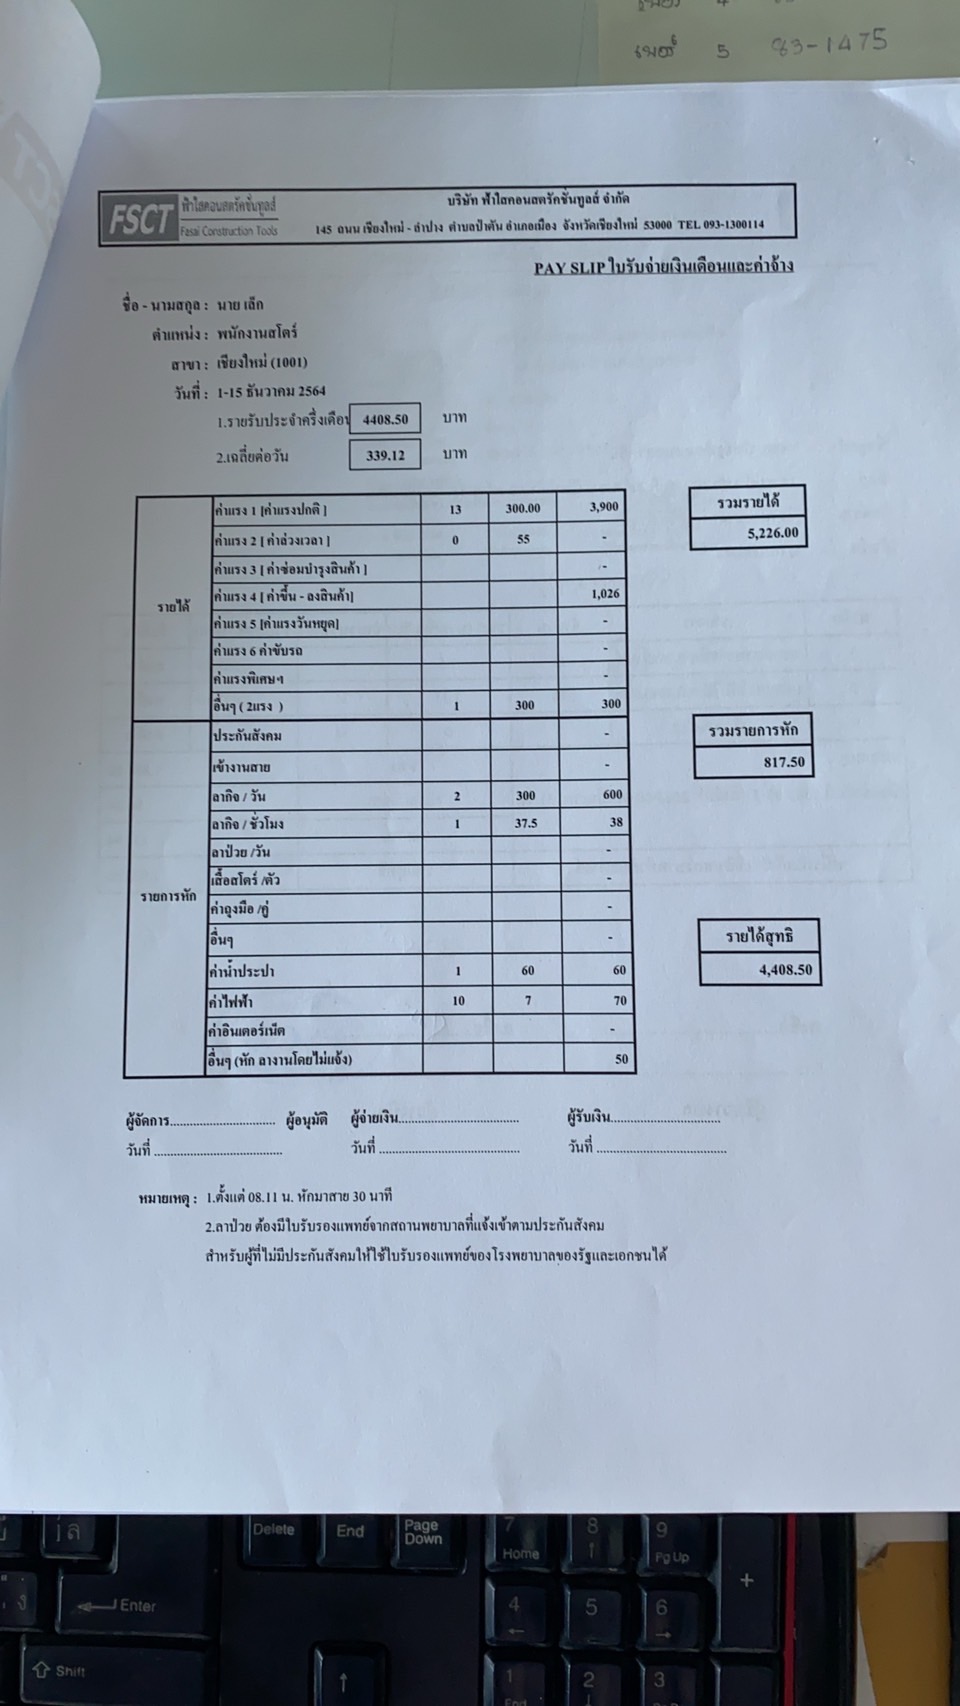 เบอร์ 5 83-1475
FSCT ฟ้าใสคอนสตรัคชั่นทูลส์
Fasai Construction Tools
บริษัท ฟ้าใสคอนสตรัคชั่นทูลส์ จำกัด
145 ถนน เชียงใหม่ - ลำปาง ตำบลป่าตัน อำเภอเมือง จังหวัดเชียงใหม่ 53000 TEL 093-1300114
PAY SLIP ใบรับจ่ายเงินเดือนและค่าจ้าง
ชื่อ - นามสกุล : นาย เล็ก
ตำแหน่ง : พนักงานสโตร์
สาขา : เชียงใหม่ (1001)
วันที่ : 1-15 ธันวาคม 2564
1.รายรับประจำครึ่งเดือน 4408.50 บาท
2.เฉลี่ยต่อวัน 339.12 บาท
รายได้
ค่าแรง 1 [ค่าแรงปกติ ] 13 300.00 3,900
ค่าแรง 2 [ ค่าล่วงเวลา ] 0 55 -
ค่าแรง 3 [ ค่าซ่อมบำรุงสินค้า ] -
ค่าแรง 4 [ ค่าขึ้น - ลงสินค้า] 1,026
ค่าแรง 5 [ค่าแรงวันหยุด] -
ค่าแรง 6 ค่าขับรถ -
ค่าแรงพิเศษฯ -
อื่นๆ ( 2แรง ) 1 300 300
รวมรายได้
5,226.00
รายการหัก
ประกันสังคม -
เข้างานสาย -
ลากิจ / วัน 2 300 600
ลากิจ / ชั่วโมง 1 37.5 38
ลาป่วย /วัน -
เสื้อสโตร์ /ตัว -
ค่าถุงมือ /คู่ -
อื่นๆ -
ค่าน้ำประปา 1 60 60
ค่าไฟฟ้า 10 7 70
ค่าอินเตอร์เน็ต -
อื่นๆ (หัก ลางานโดยไม่แจ้ง) 50
รวมรายการหัก
817.50
รายได้สุทธิ
4,408.50
ผู้จัดการ............................... ผู้อนุมัติ ผู้จ่ายเงิน.................................... ผู้รับเงิน.................................
วันที่ ...................................... วันที่ .......................................... วันที่ .......................................
หมายเหตุ : 1.ตั้งแต่ 08.11 น. หักมาสาย 30 นาที
2.ลาป่วย ต้องมีใบรับรองแพทย์จากสถานพยาบาลที่แจ้งเข้าตามประกันสังคม
สำหรับผู้ที่ไม่มีประกันสังคมให้ใช้ใบรับรองแพทย์ของโรงพยาบาลของรัฐและเอกชนได้
Delete End Page Down 7 Home 8 9 Pg Up
Enter 4 5 6 +
Shift 1 End 2 3